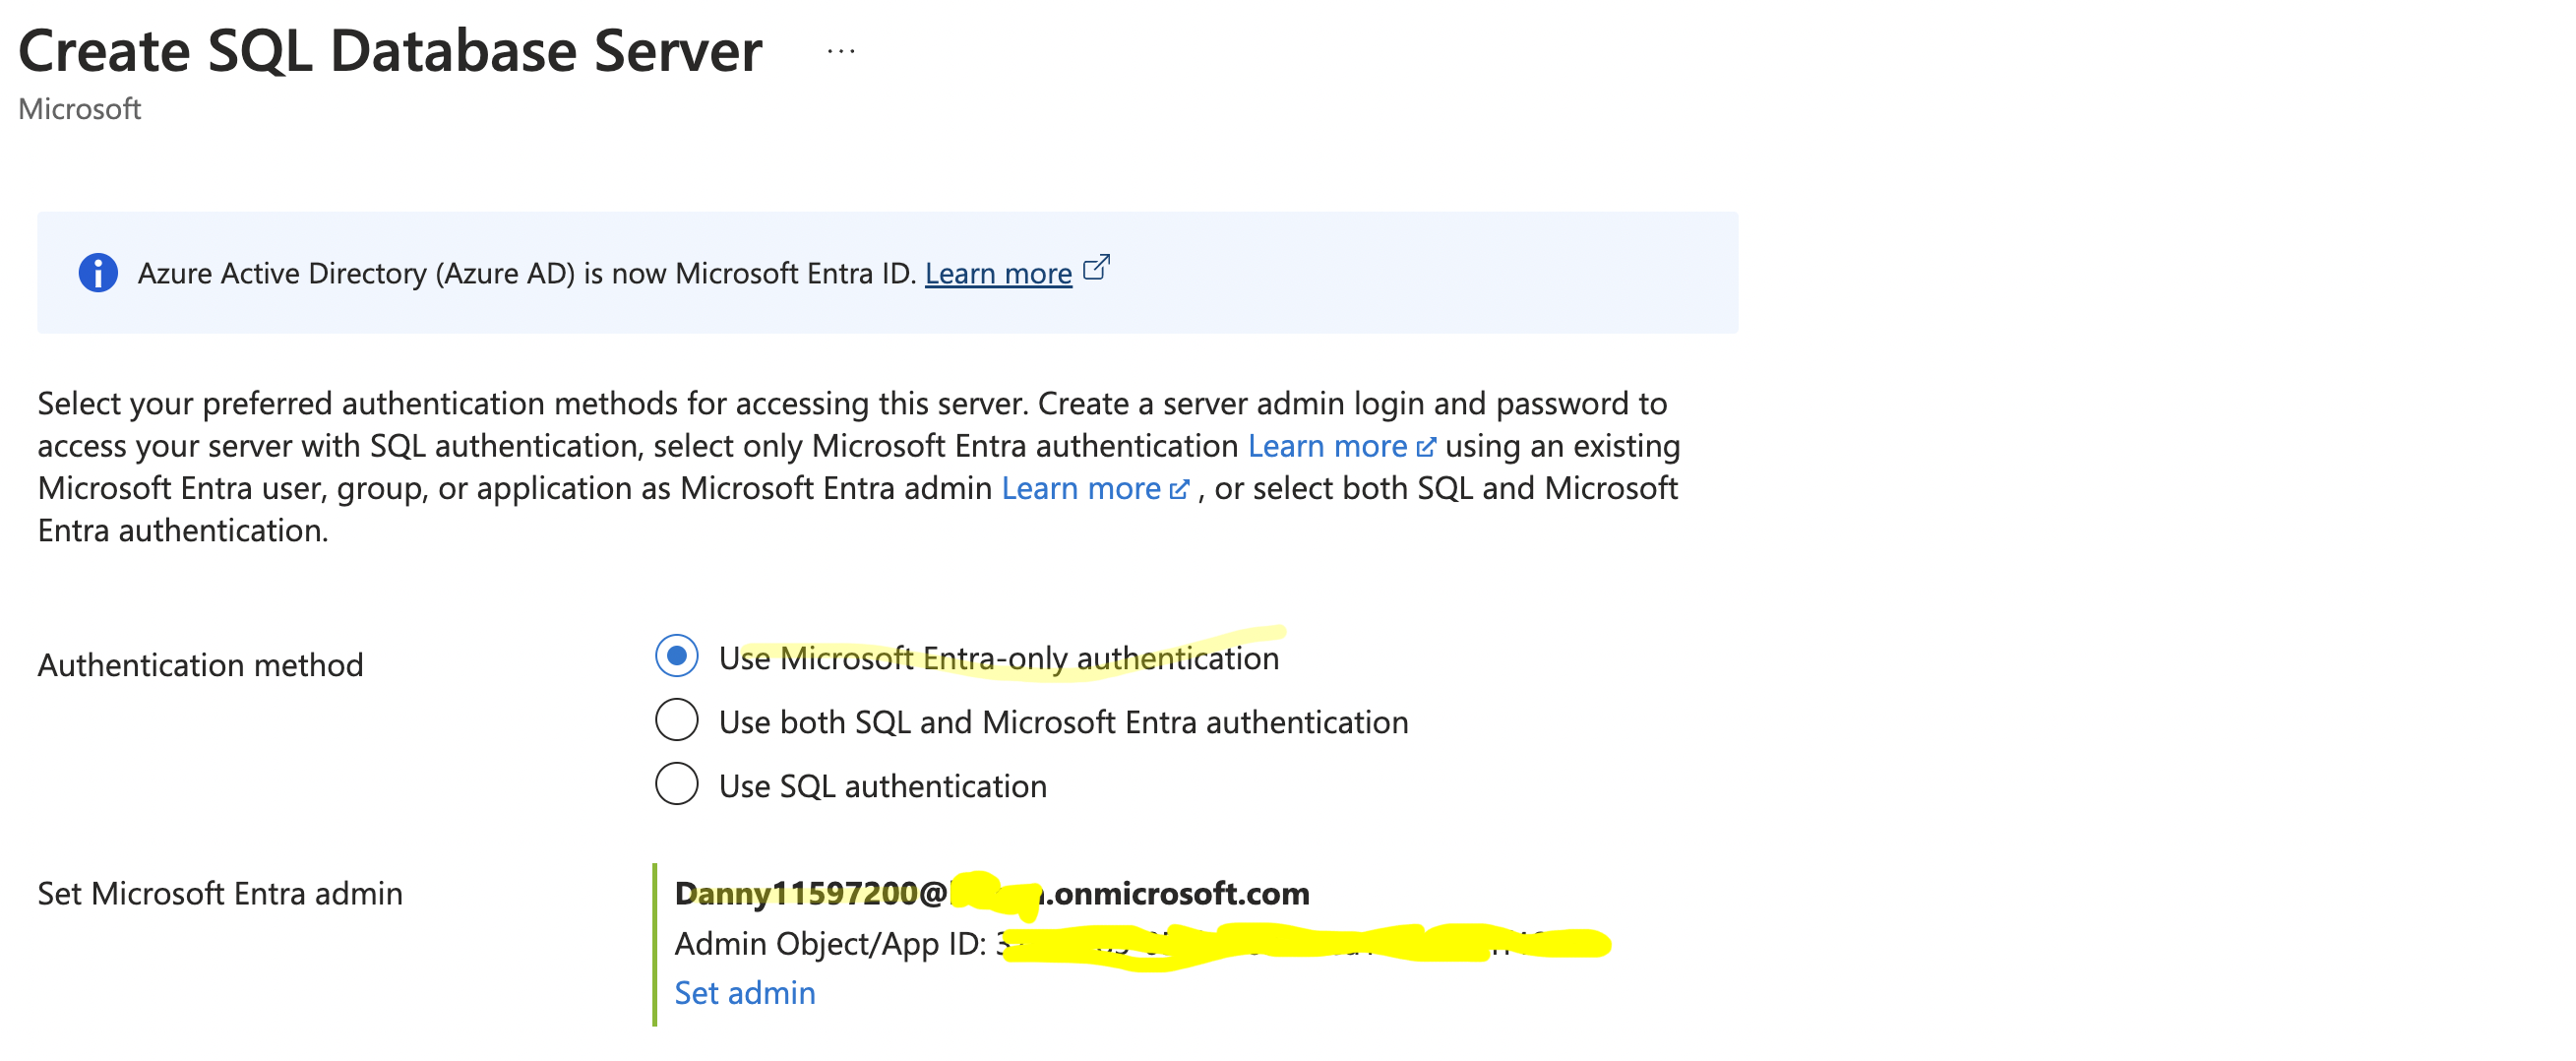 Create SQL Database Server ...
Microsoft
Azure Active Directory (Azure AD) is now Microsoft Entra ID. Learn more
Select your preferred authentication methods for accessing this server. Create a server admin login and password to
access your server with SQL authentication, select only Microsoft Entra authentication Learn more using an existing
Microsoft Entra user, group, or application as Microsoft Entra admin Learn more , or select both SQL and Microsoft
Entra authentication.
Authentication method
Use Microsoft Entra-only authentication
Use both SQL and Microsoft Entra authentication
Use SQL authentication
Set Microsoft Entra admin
Danny11597200@ .onmicrosoft.com
Admin Object/App ID:
Set admin